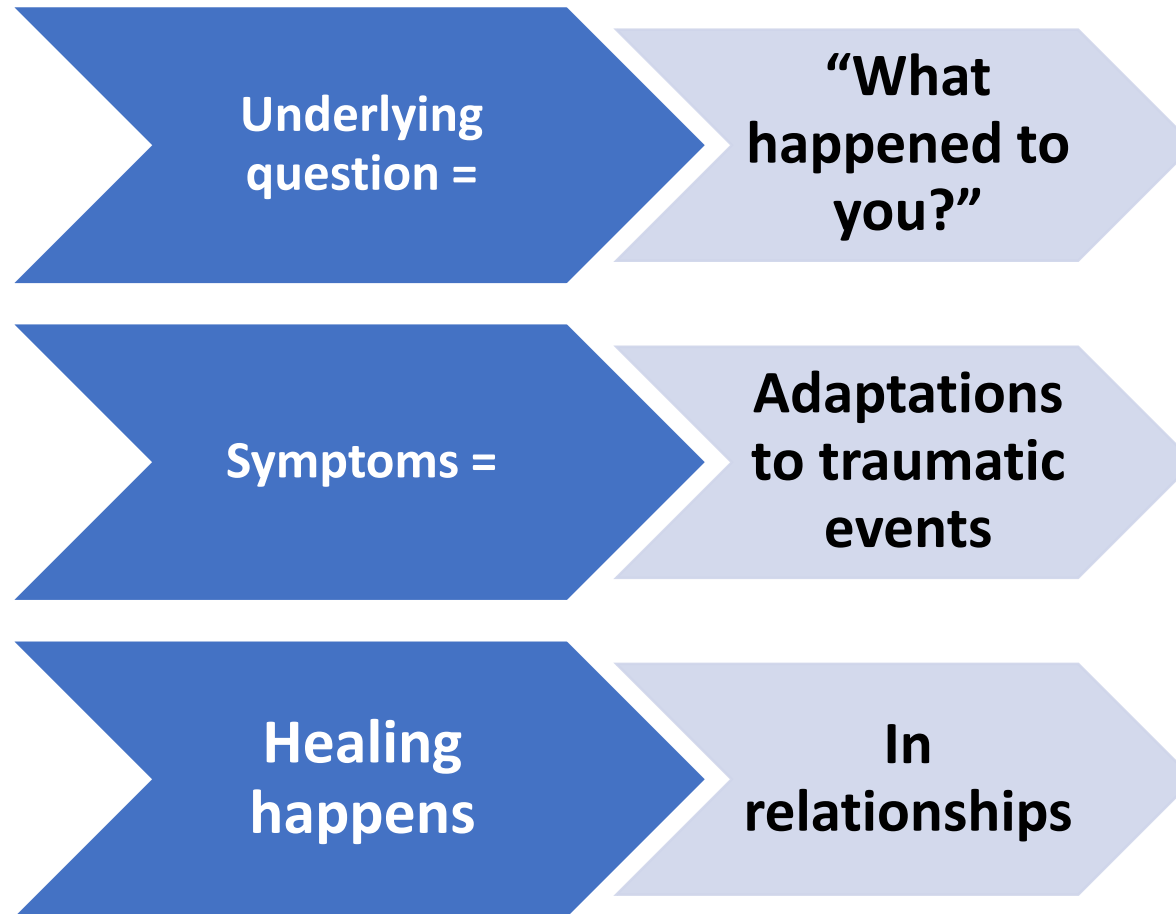 Underlying
question =
“What
happened to
you?”
Symptoms =
Adaptations
to traumatic
events
Healing
happens
In
relationships